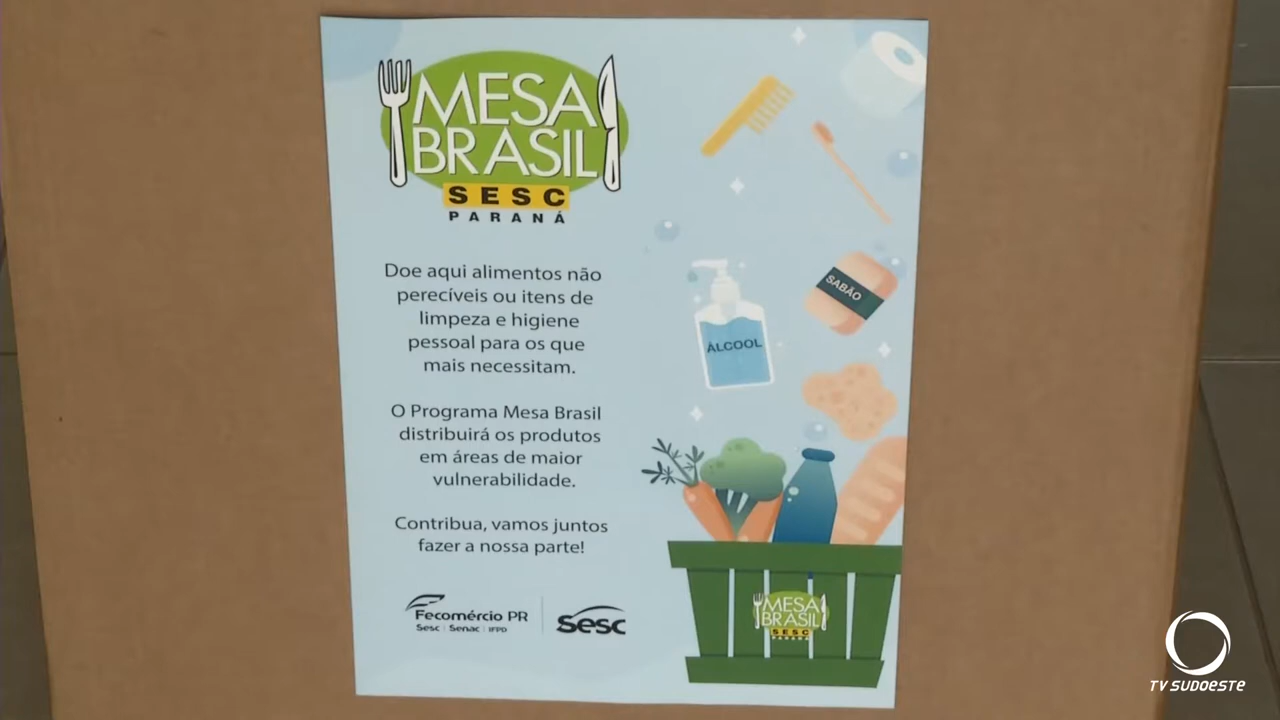 MESA
BRASIL
SESC
PARANÁ
Doe aqui alimentos não
perecíveis ou itens de
limpeza e higiene
pessoal para os que
mais necessitam.
O Programa Mesa Brasil
distribuirá os produtos
em áreas de maior
vulnerabilidade.
Contribua, vamos juntos
fazer a nossa parte!
Fecomércio PR
Sesc | Senac | IFPD
Sesc
SABÃO
ÁLCOOL
MESA
BRASIL
SESC
PARANÁ
TV SUDOESTE